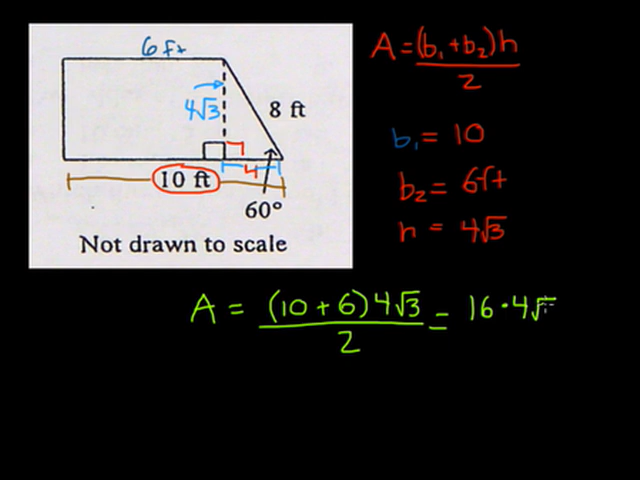 6 ft
A = (b₁ + b₂)h
2
4√3
8 ft
b₁ = 10
4
10 ft
b₂ = 6ft
60°
h = 4√3
Not drawn to scale
A = (10 + 6) 4√3 = 16 · 4√
2